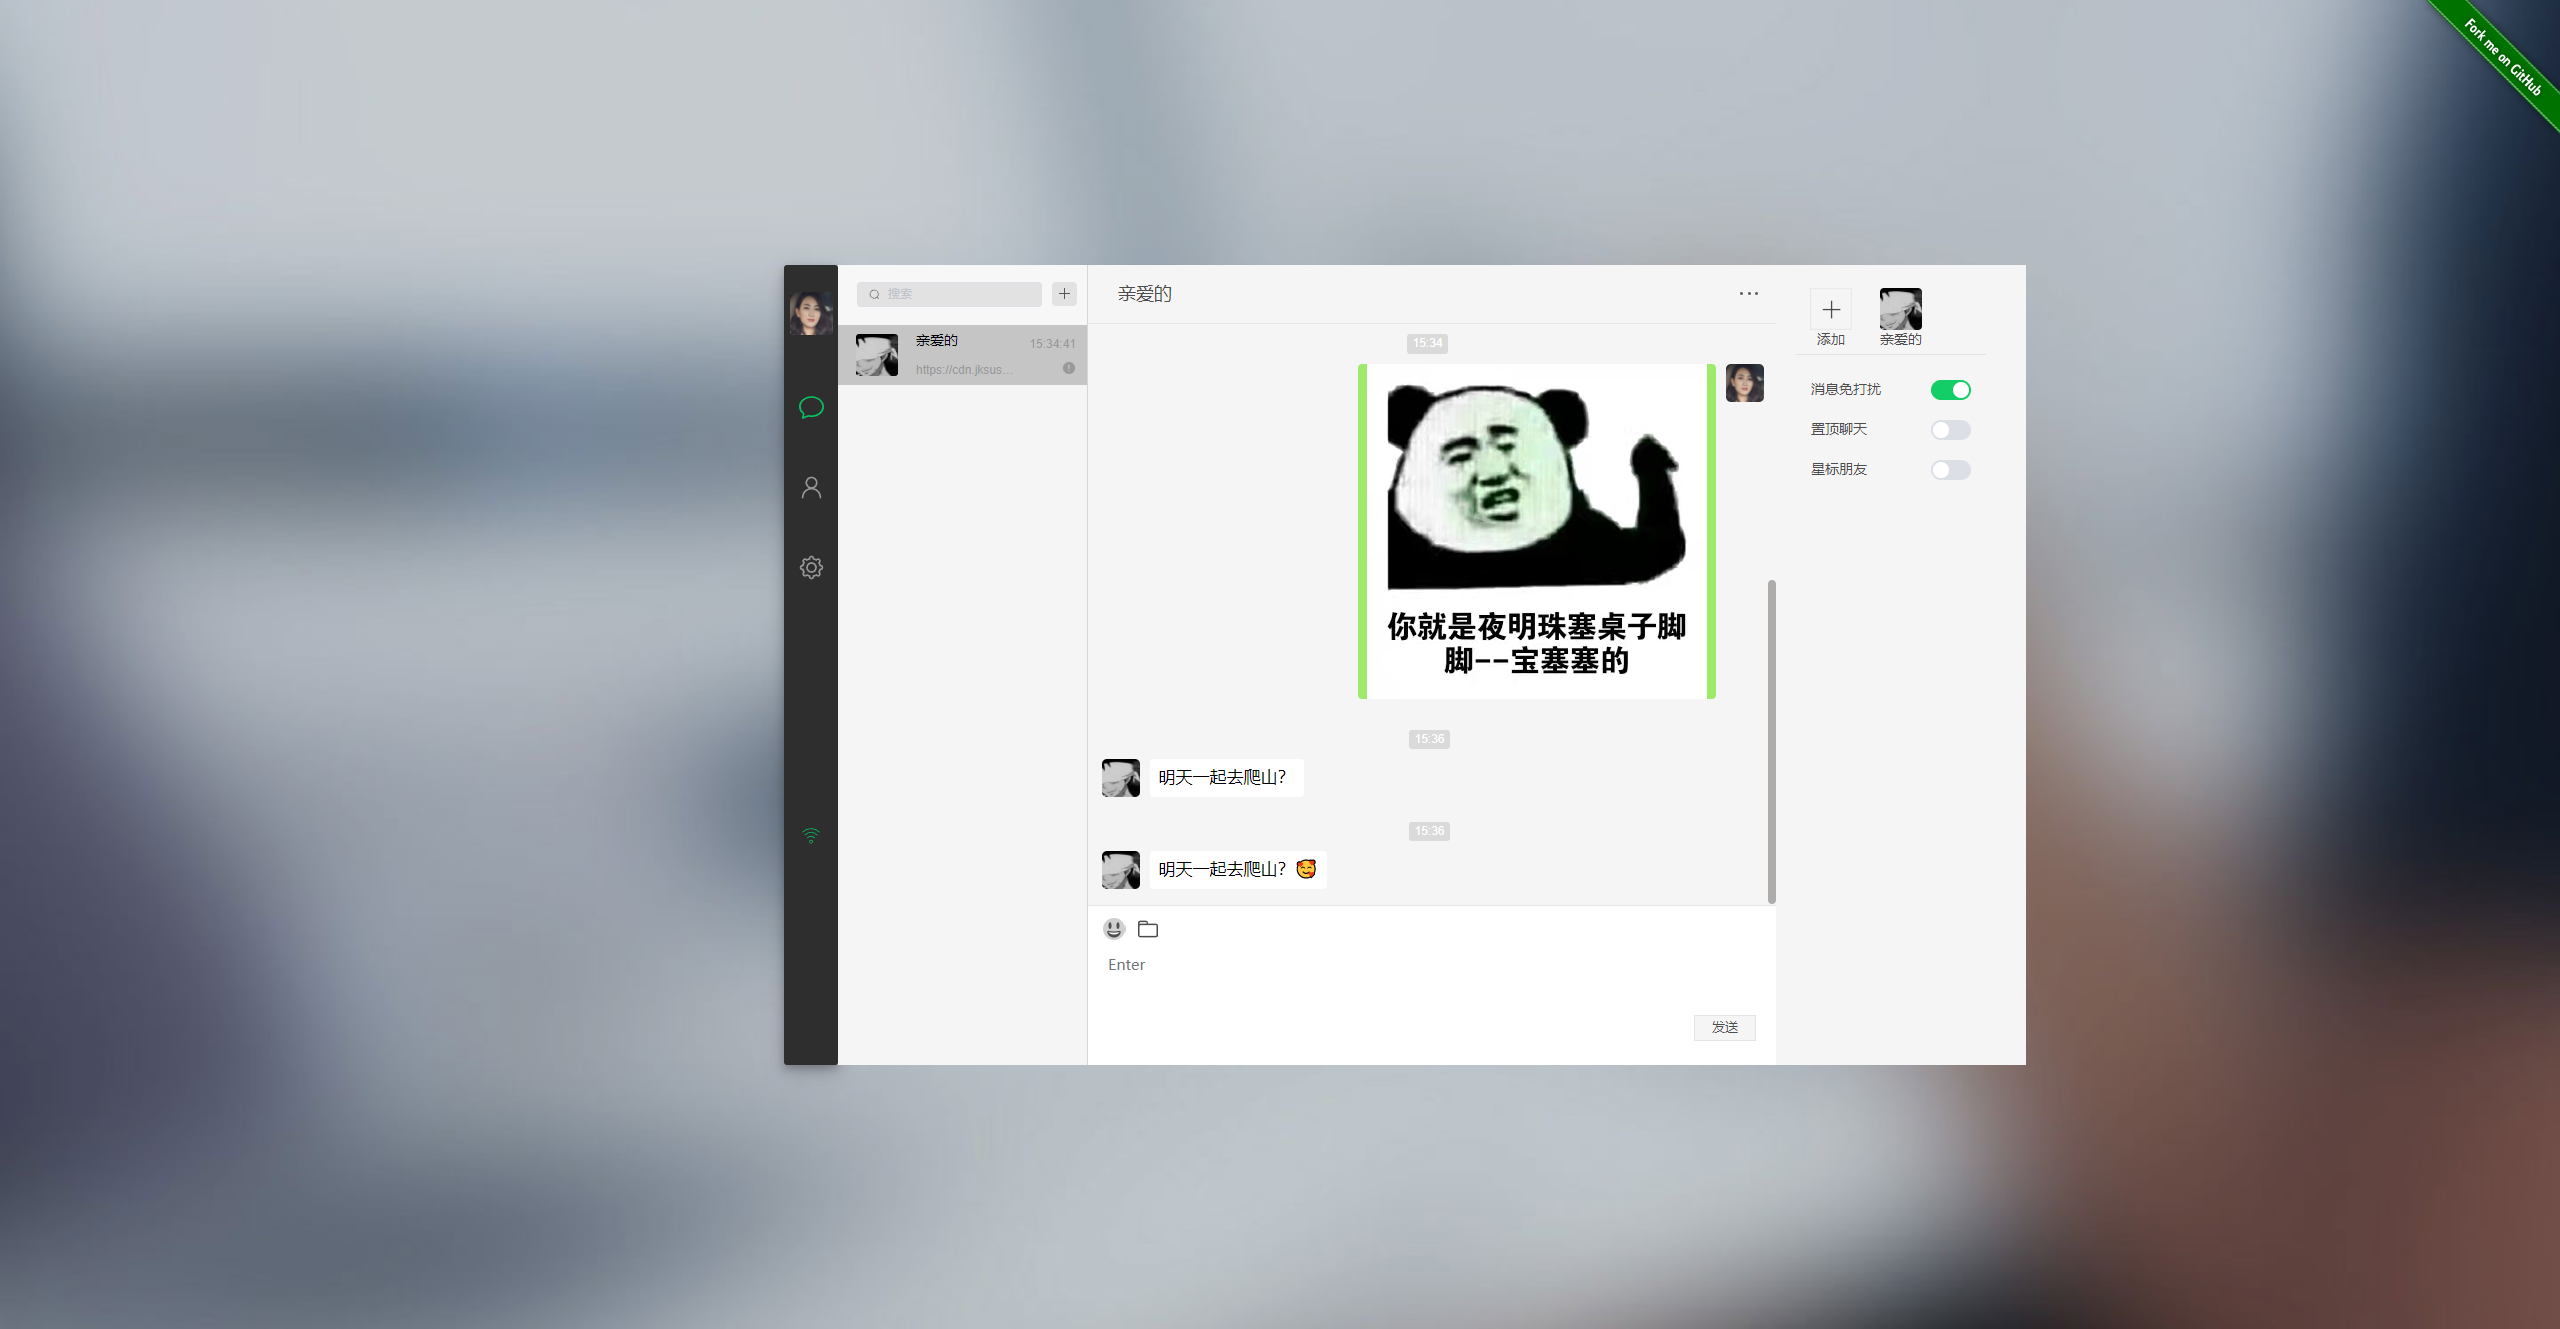 Fork me on GitHub
搜索
亲爱的
15:34:41
https://cdn.jksus...
亲爱的
15:34
你就是夜明珠塞桌子脚
脚--宝塞塞的
15:36
明天一起去爬山?
15:36
明天一起去爬山? 🥰
Enter
发送
添加
亲爱的
消息免打扰
置顶聊天
星标朋友